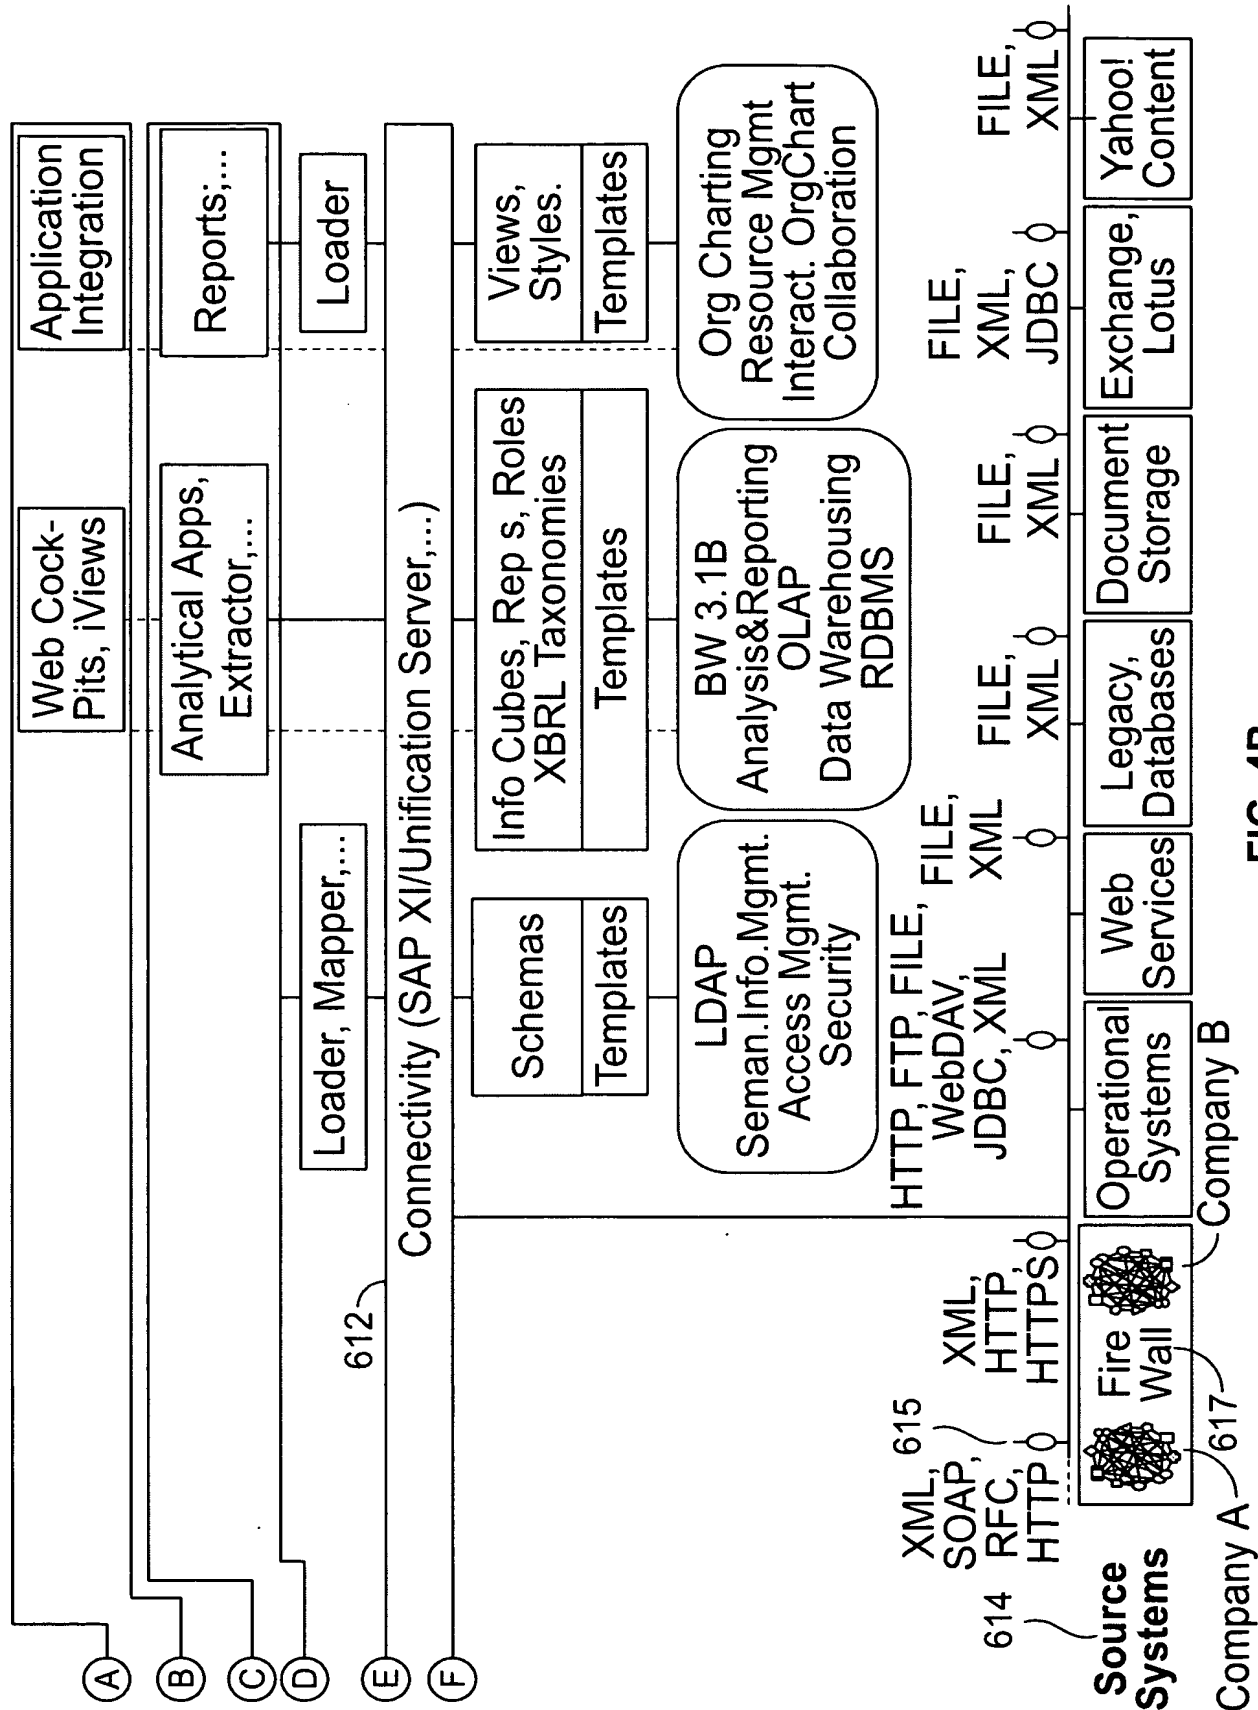 A
B
C
D
E
F
Web Cock-
Pits, iViews
Application
Integration
Analytical Apps,
Extractor,...
Reports;...
Loader, Mapper,...
Loader
612
Connectivity (SAP XI/Unification Server,...)
Schemas
Templates
Info Cubes, Rep s, Roles
XBRL Taxonomies
Templates
Views,
Styles.
Templates
LDAP
Seman.Info.Mgmt.
Access Mgmt.
Security
BW 3.1B
Analysis&Reporting
OLAP
Data Warehousing
RDBMS
Org Charting
Resource Mgmt
Interact. OrgChart
Collaboration
614
XML,
SOAP,
RFC,
HTTP
615
XML,
HTTP,
HTTPS
HTTP, FTP, FILE,
WebDAV,
JDBC, XML
FILE,
XML
FILE,
XML
FILE,
XML
FILE,
XML,
JDBC
FILE,
XML
Source
Systems
Fire
Wall
Operational
Systems
Web
Services
Legacy,
Databases
Document
Storage
Exchange,
Lotus
Yahoo!
Content
Company A
617
Company B